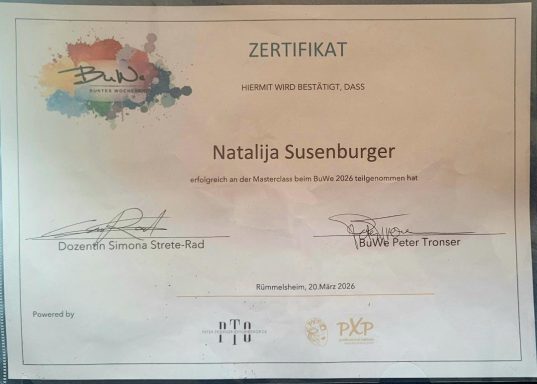 ZERTIFIKAT
BuWe
BUNTES WOCHENENDE
HIERMIT WIRD BESTÄTIGT, DASS
Natalija Susenburger
erfolgreich an der Masterclass beim BuWe 2026 teilgenommen hat
Dozentin Simona Strete-Rad
BuWe Peter Tronser
Rümmelsheim, 20.März 2026
Powered by
PTO
PXP